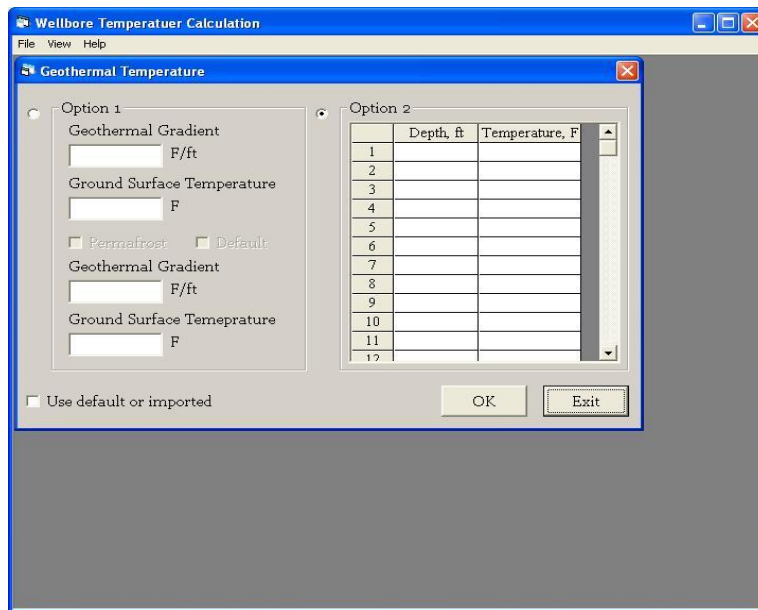 Wellbore Temperatuer Calculation
File View Help
Geothermal Temperature
Option 1
Geothermal Gradient
F/ft
Ground Surface Temperature
F
Permafrost Default
Geothermal Gradient
F/ft
Ground Surface Temeprature
F
Option 2
Depth, ft Temperature, F
1
2
3
4
5
6
7
8
9
10
11
12
Use default or imported
OK Exit